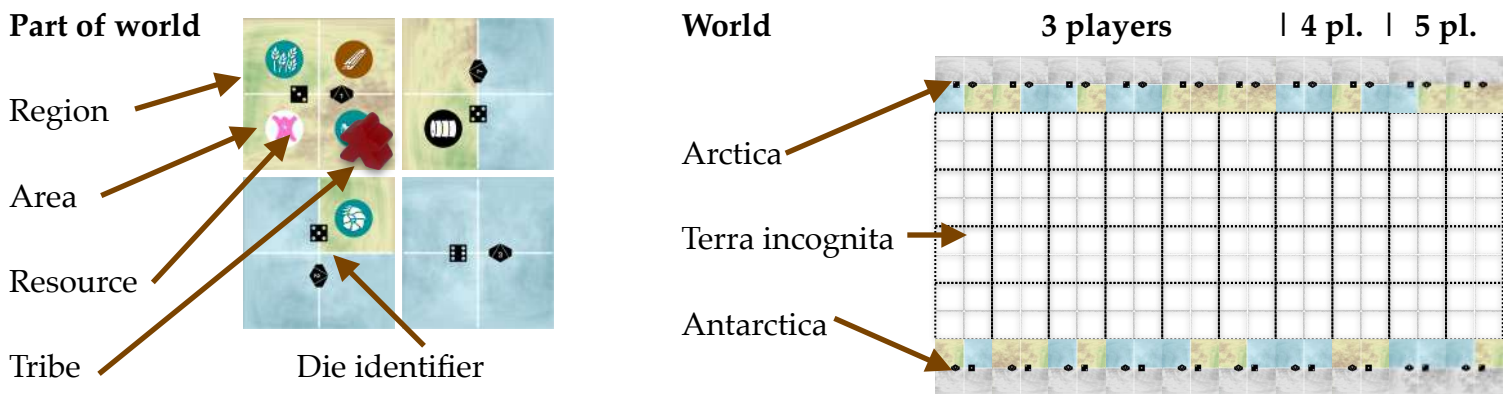 Part of world
Region
Area
Resource
Tribe
Die identifier
World
3 players | 4 pl. | 5 pl.
Arctica
Terra incognita
Antarctica